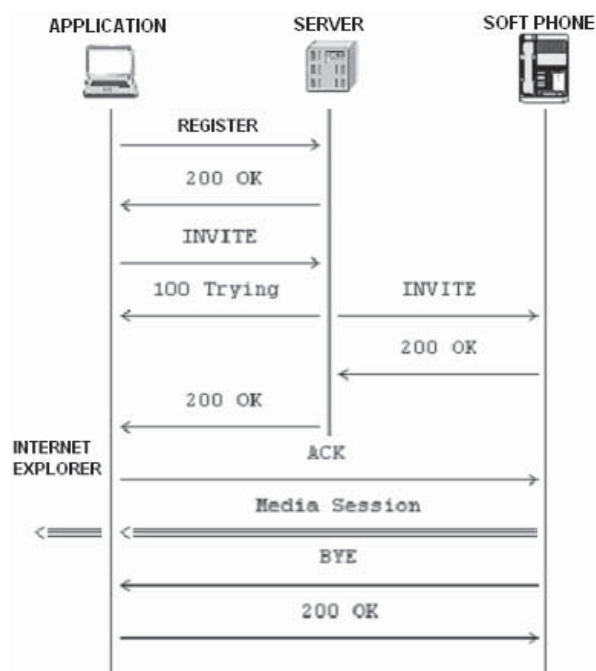 APPLICATION SERVER SOFT PHONE
REGISTER
200 OK
INVITE
100 Trying INVITE
200 OK
200 OK
INTERNET
EXPLORER
ACK
Media Session
BYE
200 OK